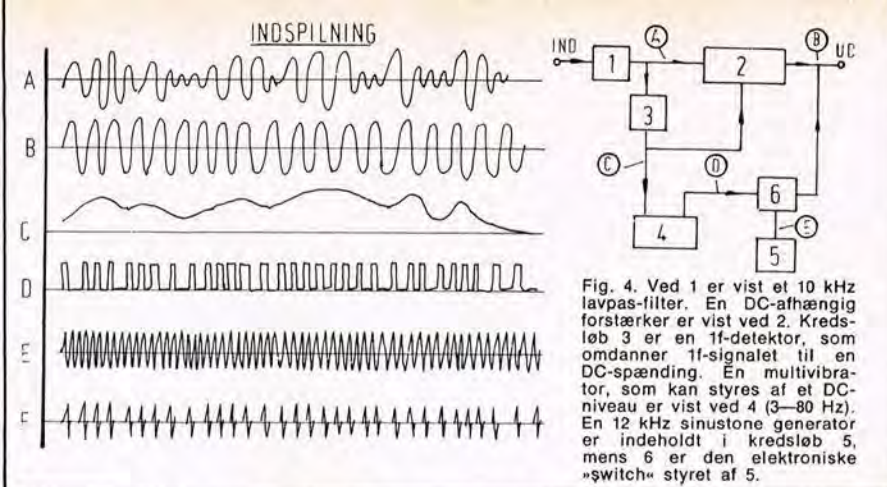 INDSPILNING
A
B
C
D
E
F
IND
1
A
2
B
UD
3
C
D
4
6
E
5
Fig. 4. Ved 1 er vist et 10 kHz
lavpas-filter. En DC-afhængig
forstærker er vist ved 2. Kreds-
løb 3 er en 1f-detektor, som
omdanner 1f-signalet til en
DC-spænding. En multivibra-
tor, som kan styres af et DC-
niveau er vist ved 4 (3—80 Hz).
En 12 kHz sinustone generator
er indeholdt i kredsløb 5,
mens 6 er den elektroniske
»switch« styret af 5.